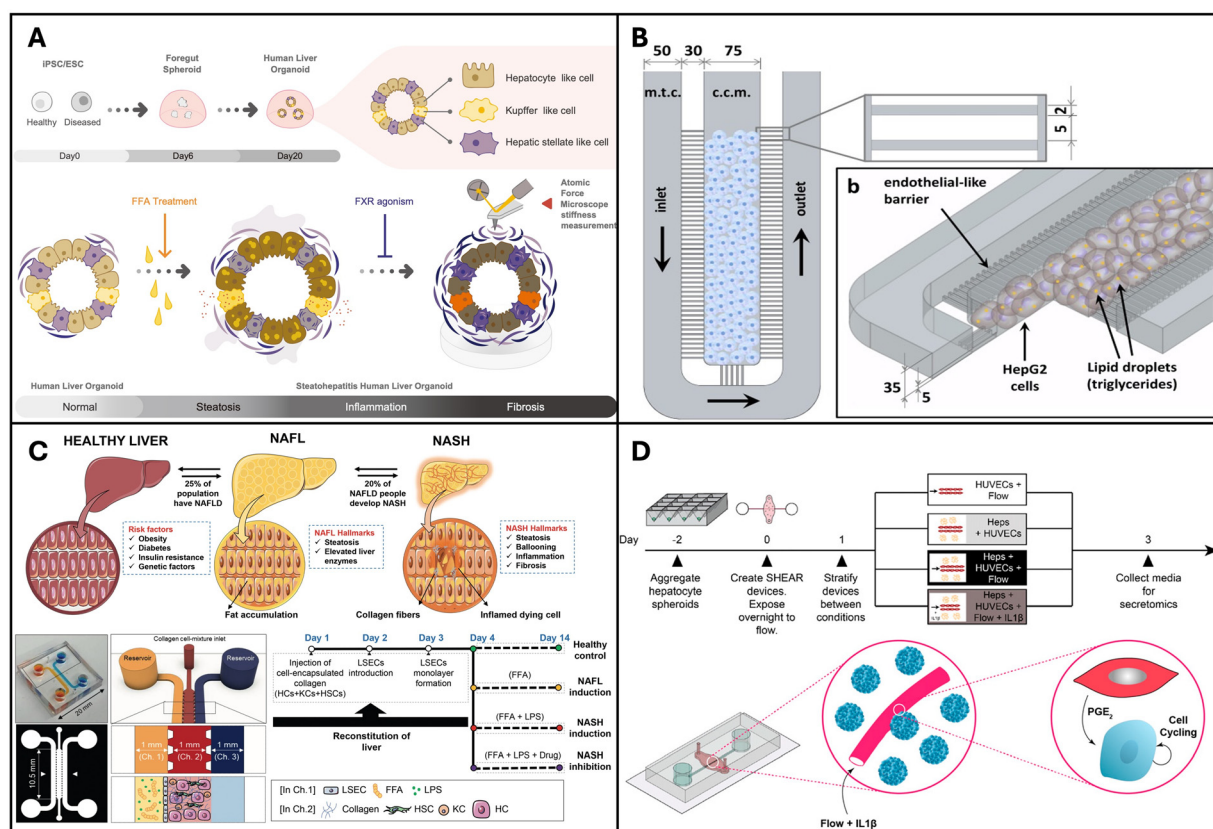 A
iPSC/ESC
Foregut
Spheroid
Human Liver
Organoid
Healthy
Diseased
Day0
Day6
Day20
Hepatocyte like cell
Kupffer like cell
Hepatic stellate like cell
FFA Treatment
FXR agonism
Atomic
Force
Microscope
stiffness
measurement
Human Liver Organoid
Steatohepatitis Human Liver Organoid
Normal
Steatosis
Inflammation
Fibrosis
B
50
30
75
m.t.c.
c.c.m.
inlet
outlet
2
5
b
endothelial-like
barrier
HepG2
cells
Lipid droplets
(triglycerides)
35
5
C
HEALTHY LIVER
NAFL
NASH
25% of
population
have NAFLD
20% of
NAFLD people
develop NASH
Risk factors
✓ Obesity
✓ Diabetes
✓ Insulin resistance
✓ Genetic factors
NAFL Hallmarks
✓ Steatosis
✓ Elevated liver
enzymes
NASH Hallmarks
✓ Steatosis
✓ Ballooning
✓ Inflammation
✓ Fibrosis
Fat accumulation
Collagen fibers
Inflamed dying cell
20 mm
10.5 mm
Collagen cell-mixture inlet
Reservoir
Reservoir
1 mm
(Ch. 1)
1 mm
(Ch. 2)
1 mm
(Ch. 3)
Day 1
Day 2
Day 3
Day 4
Day 14
Injection of
cell-encapsulated
collagen
(HCs+KCs+HSCs)
LSECs
introduction
LSECs
monolayer
formation
Reconstitution of
liver
Healthy
control
(FFA)
NAFL
induction
(FFA + LPS)
NASH
induction
(FFA + LPS + Drug)
NASH
inhibition
[In Ch.1] LSEC FFA LPS
[In Ch.2] Collagen HSC KC HC
D
Day
-2
0
1
3
Aggregate
hepatocyte
spheroids
Create SHEAR
devices.
Expose
overnight to
flow.
Stratify
devices
between
conditions
HUVECs +
Flow
Heps
+ HUVECs
Heps +
HUVECs +
Flow
Heps +
HUVECs +
Flow + IL1β
Collect media
for
secretomics
Flow + IL1β
PGE2
Cell
Cycling